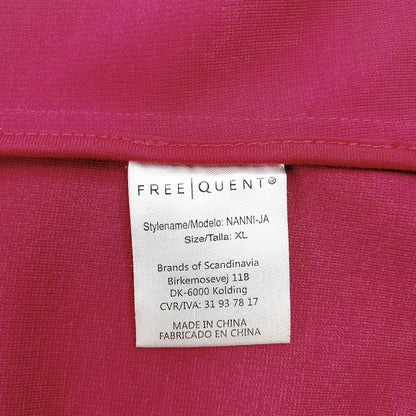 FREE|QUENT®
Stylename/Modelo: NANNI-JA
Size/Talla: XL
Brands of Scandinavia
Birkemosevej 11B
DK-6000 Kolding
CVR/IVA: 31 93 78 17
MADE IN CHINA
FABRICADO EN CHINA